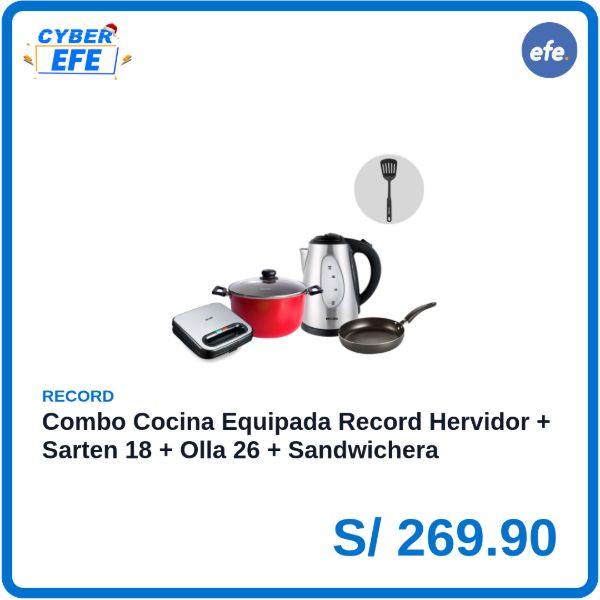 CYBER
EFE
efe.
RECORD
Combo Cocina Equipada Record Hervidor +
Sarten 18 + Olla 26 + Sandwichera
S/ 269.90